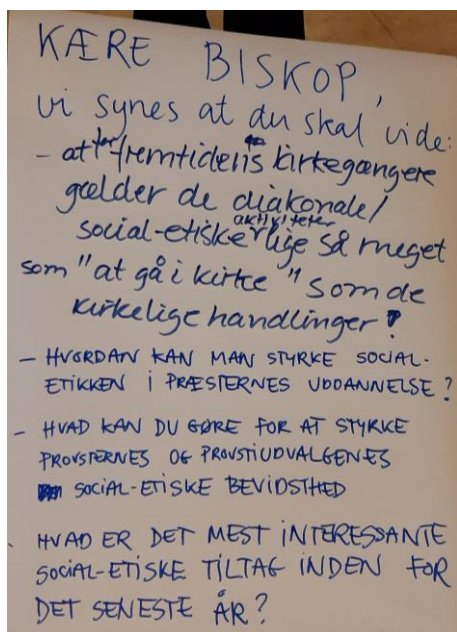 KÆRE BISKOP,
vi synes at du skal vide:
- at for fremtidens kirkegængere
gælder de diakonale/
social-etiske aktiviteter lige så meget
som "at gå i kirke" som de
kirkelige handlinger!
- HVORDAN KAN MAN STYRKE SOCIAL-
ETIKKEN I PRÆSTERNES UDDANNELSE?
- HVAD KAN DU GØRE FOR AT STYRKE
PROVSTERNES OG PROVSTIUDVALGENES
SOCIAL-ETISKE BEVIDSTHED
HVAD ER DET MEST INTERESSANTE
SOCIAL-ETISKE TILTAG INDEN FOR
DET SENESTE ÅR?